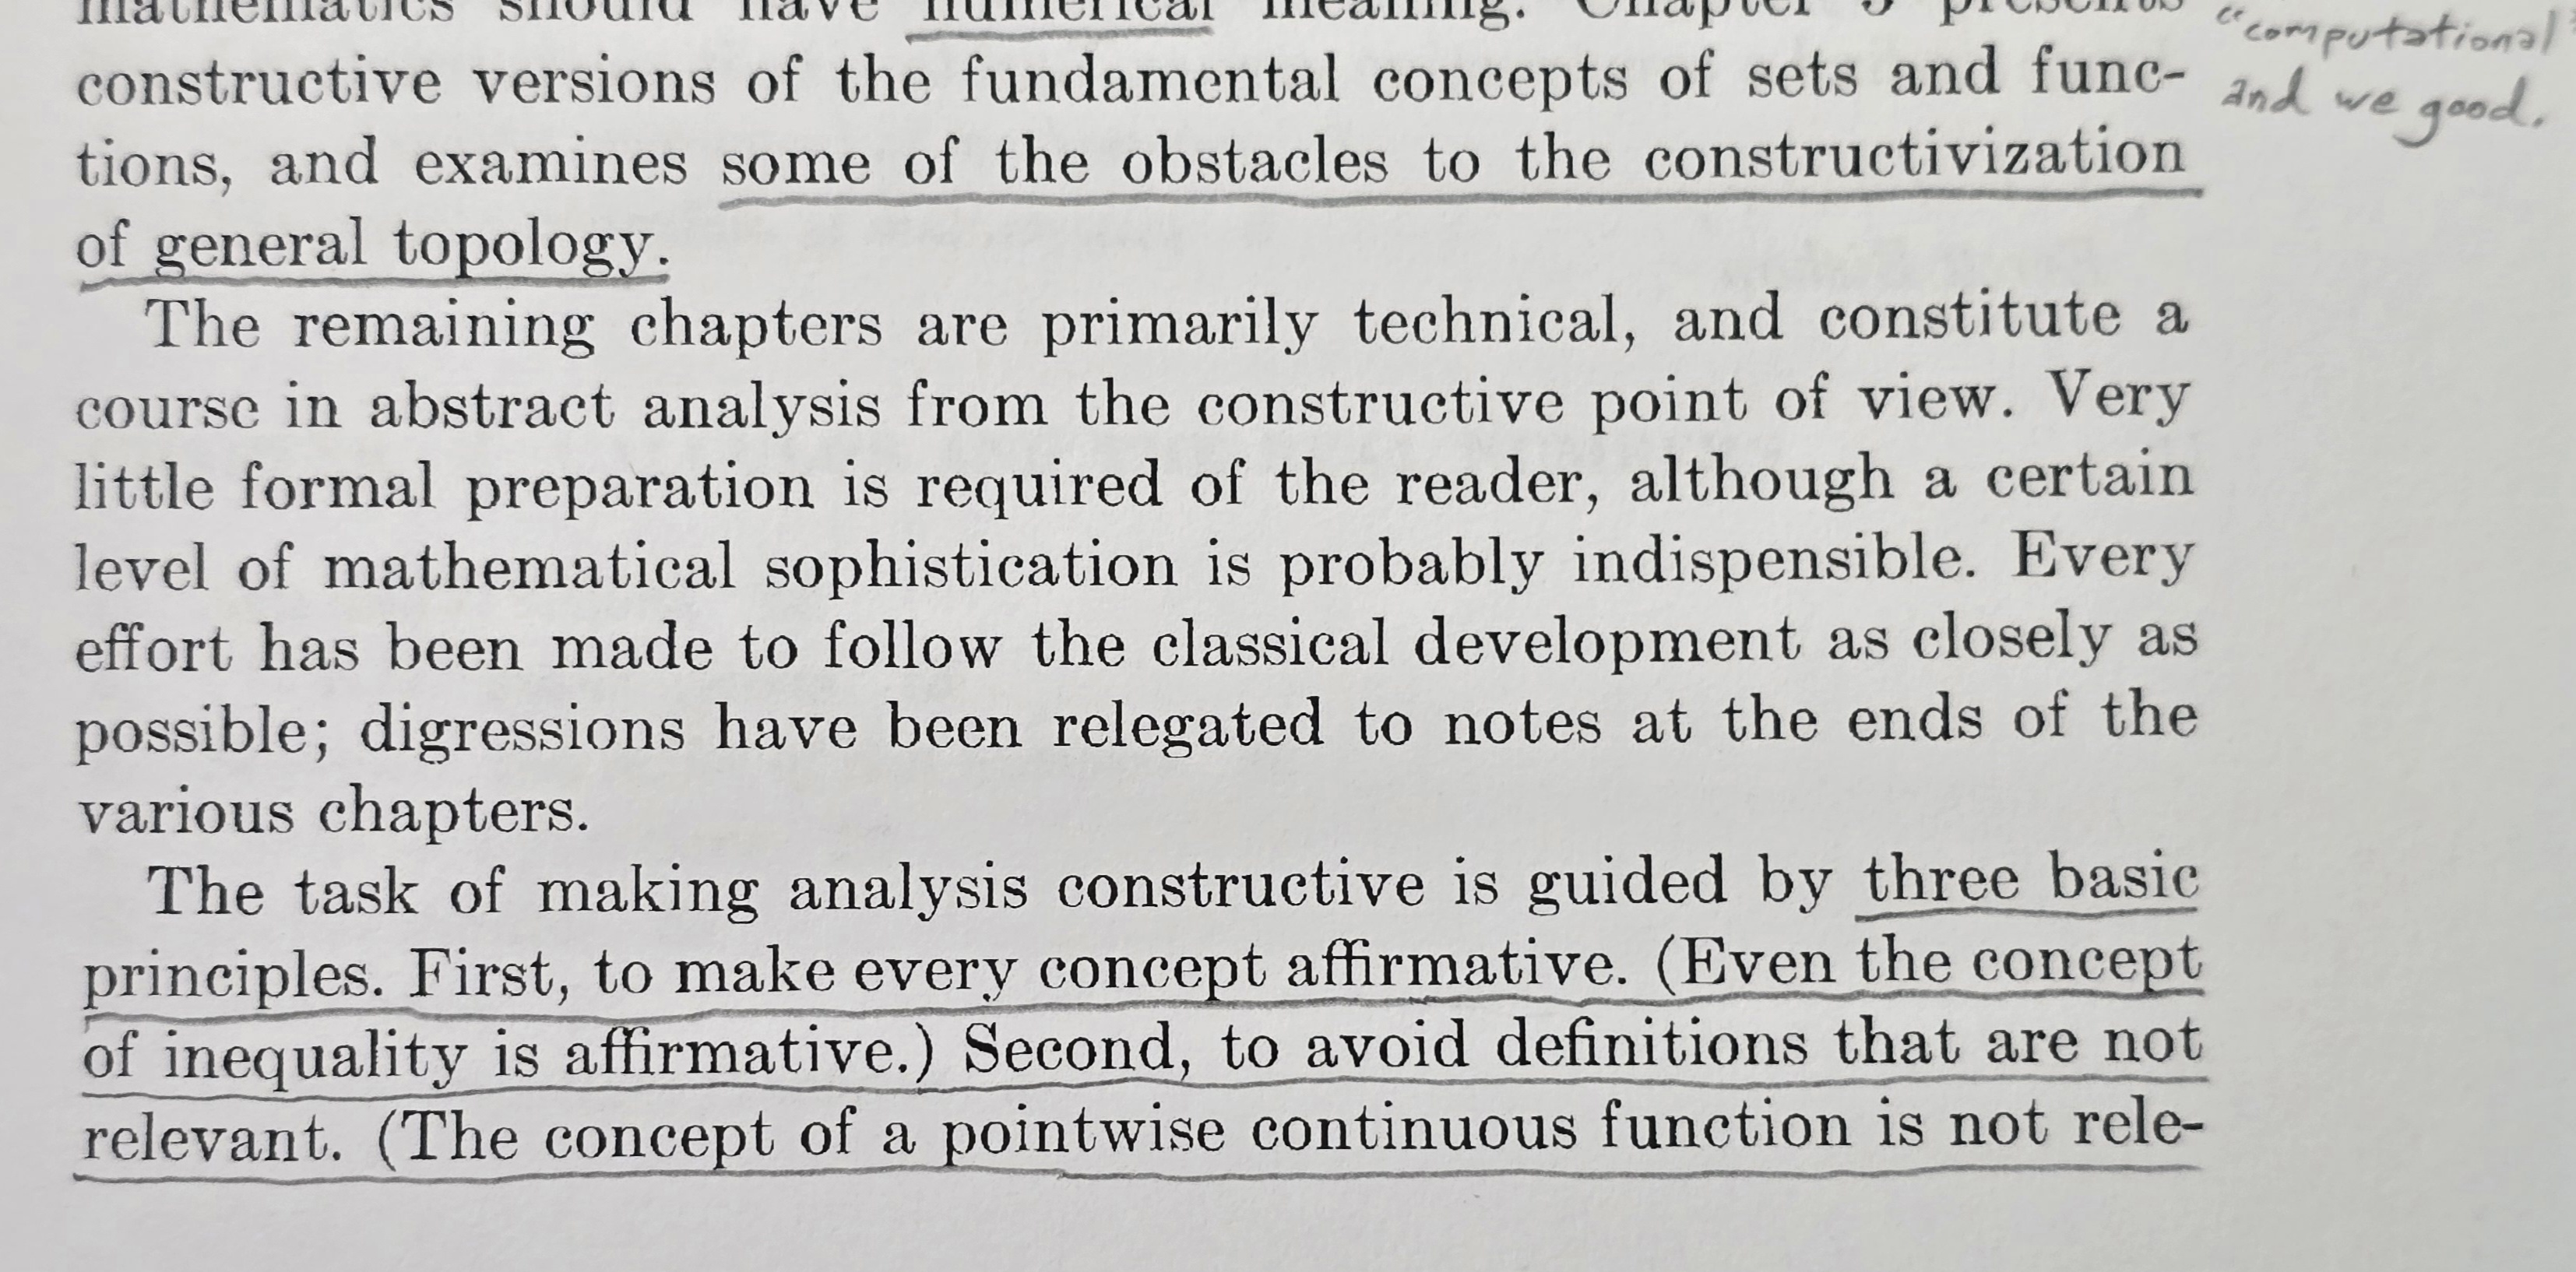 mathematics should have numerical meaning. Chapter 3 presents
constructive versions of the fundamental concepts of sets and func-
tions, and examines some of the obstacles to the constructivization
of general topology.
The remaining chapters are primarily technical, and constitute a
course in abstract analysis from the constructive point of view. Very
little formal preparation is required of the reader, although a certain
level of mathematical sophistication is probably indispensible. Every
effort has been made to follow the classical development as closely as
possible; digressions have been relegated to notes at the ends of the
various chapters.
The task of making analysis constructive is guided by three basic
principles. First, to make every concept affirmative. (Even the concept
of inequality is affirmative.) Second, to avoid definitions that are not
relevant. (The concept of a pointwise continuous function is not rele-
"computational"
and we good.